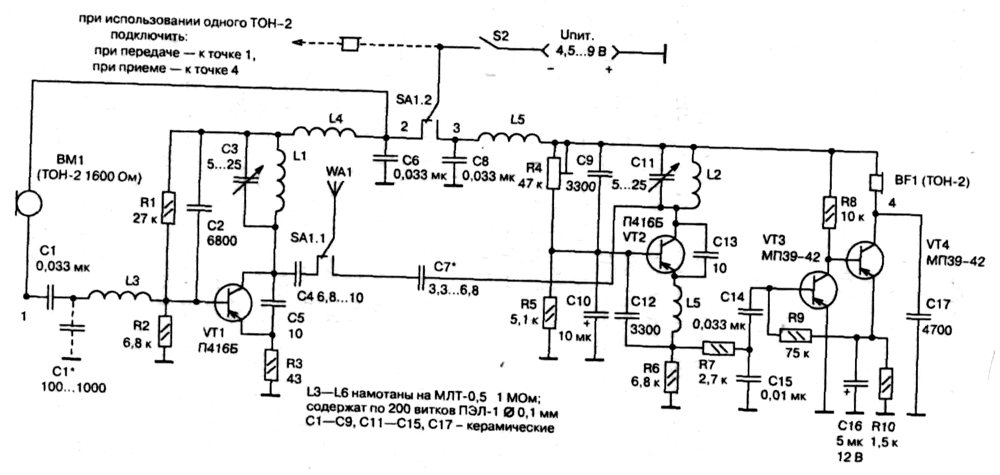 при использовании одного ТОН-2
подключить:
при передаче — к точке 1,
при приеме — к точке 4
S2
Uпит.
4,5...9 В
−
+
SA1.2
2
3
L4
L5
BM1
(ТОН-2 1600 Ом)
C3
5...25
L1
WA1
C6
0,033 мк
C8
0,033 мк
R4
47 к
C9
3300
C11
5...25
L2
BF1 (ТОН-2)
4
R1
27 к
C2
6800
SA1.1
П416Б
VT2
C13
10
R8
10 к
VT3
МП39-42
VT4
МП39-42
C1
0,033 мк
L3
C4 6,8...10
C7*
3,3...6,8
1
R2
6,8 к
VT1
П416Б
C5
10
R3
43
R5
5,1 к
C10
+
10 мк
C12
3300
L5
C14
0,033 мк
R9
75 к
C17
4700
C1*
100...1000
R6
6,8 к
R7
2,7 к
C15
0,01 мк
+
C16
5 мк
12 В
R10
1,5 к
L3—L6 намотаны на МЛТ-0,5 1 МОм;
содержат по 200 витков ПЭЛ-1 Ø 0,1 мм
C1—C9, C11—C15, C17 – керамические